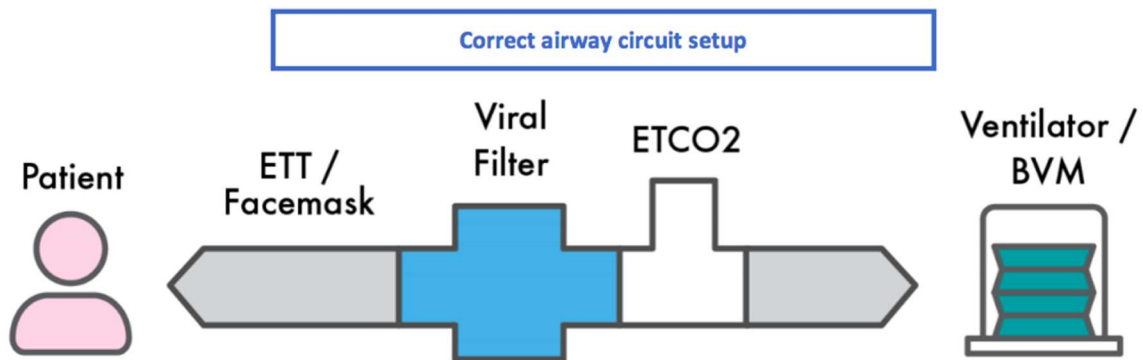 Correct airway circuit setup
Patient
ETT /
Facemask
Viral
Filter
ETCO2
Ventilator /
BVM